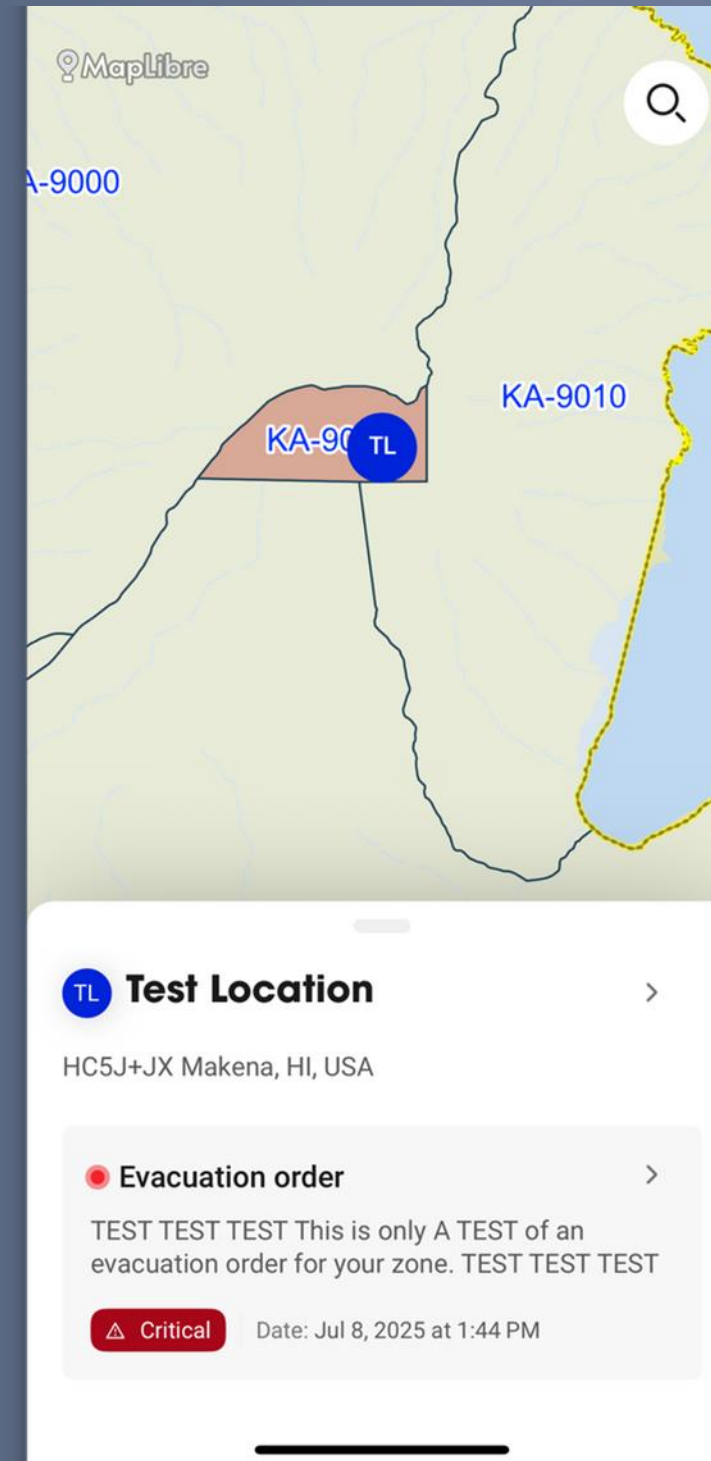 MapLibre
A-9000
KA-9010
KA-90
TL
TL Test Location
HC5J+JX Makena, HI, USA
Evacuation order
TEST TEST TEST This is only A TEST of an
evacuation order for your zone. TEST TEST TEST
Critical Date: Jul 8, 2025 at 1:44 PM